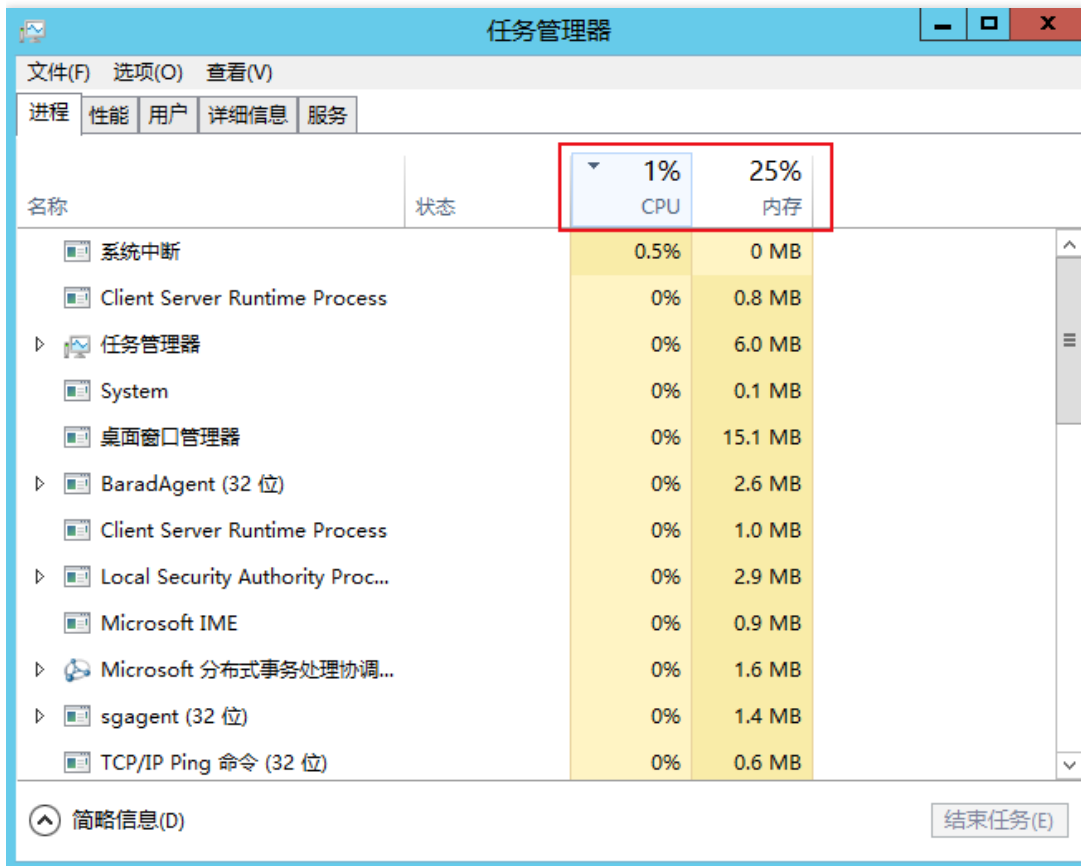 任务管理器
文件(F) 选项(O) 查看(V)
进程 性能 用户 详细信息 服务
1% 25%
名称 状态 CPU 内存
系统中断 0.5% 0 MB
Client Server Runtime Process 0% 0.8 MB
任务管理器 0% 6.0 MB
System 0% 0.1 MB
桌面窗口管理器 0% 15.1 MB
BaradAgent (32 位) 0% 2.6 MB
Client Server Runtime Process 0% 1.0 MB
Local Security Authority Proc... 0% 2.9 MB
Microsoft IME 0% 0.9 MB
Microsoft 分布式事务处理协调... 0% 1.6 MB
sgagent (32 位) 0% 1.4 MB
TCP/IP Ping 命令 (32 位) 0% 0.6 MB
简略信息(D) 结束任务(E)